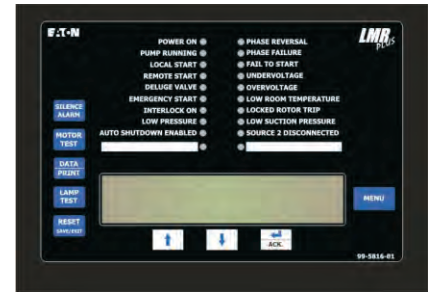 EATON
LMR
PLUS
POWER ON
PHASE REVERSAL
PUMP RUNNING
PHASE FAILURE
LOCAL START
FAIL TO START
REMOTE START
UNDERVOLTAGE
DELUGE VALVE
OVERVOLTAGE
EMERGENCY START
LOW ROOM TEMPERATURE
INTERLOCK ON
LOCKED ROTOR TRIP
LOW PRESSURE
LOW SUCTION PRESSURE
AUTO SHUTDOWN ENABLED
SOURCE 2 DISCONNECTED
SILENCE
ALARM
MOTOR
TEST
DATA
PRINT
LAMP
TEST
RESET
SAVE/EXIT
MENU
ACK.
99-5816-01